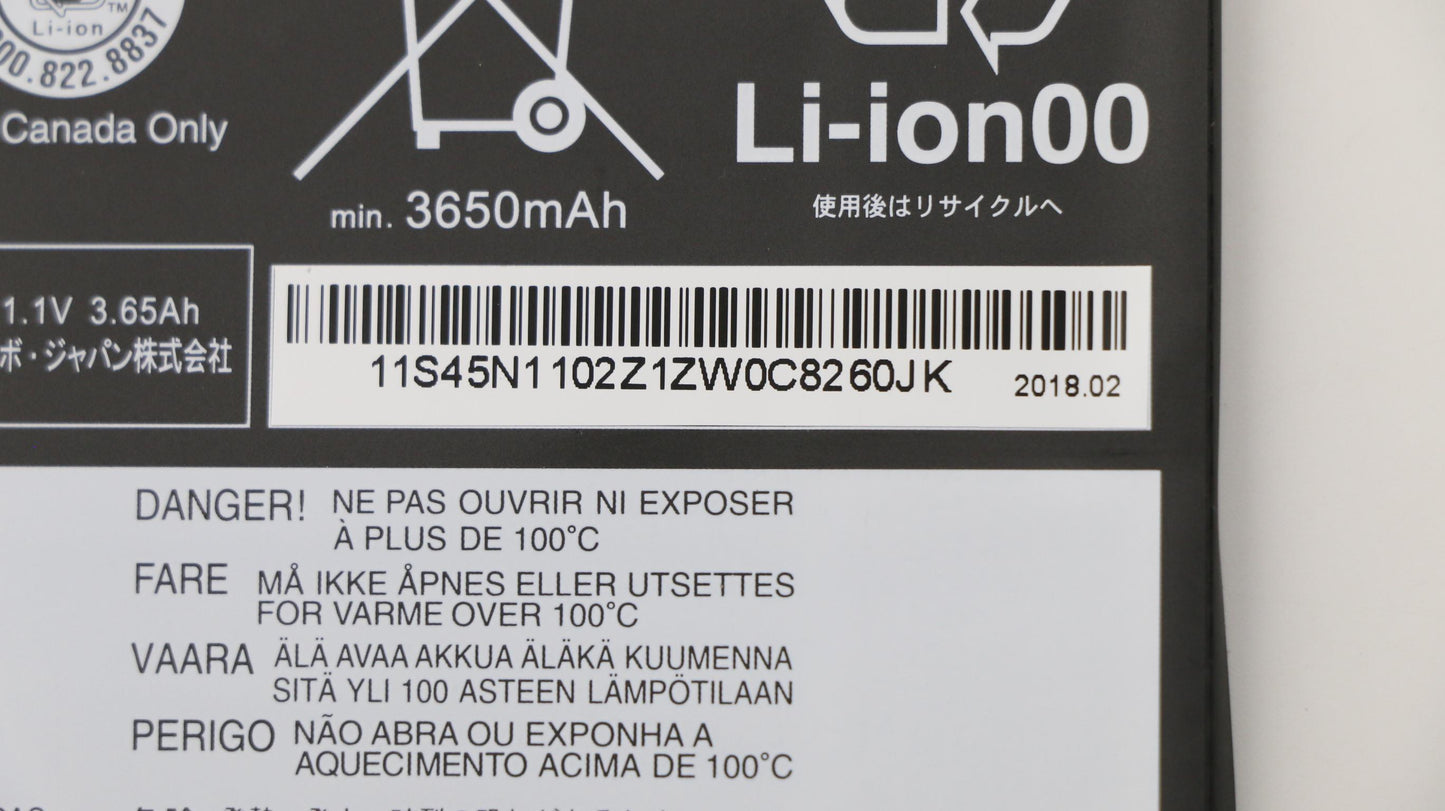 ™
Li-ion
.822.8837
Canada Only
min. 3650mAh
Li-ion00
使用後はリサイクルへ
1.1V 3.65Ah
ボ・ジャパン株式会社
11S45N1102Z1ZW0C8260JK 2018.02
DANGER! NE PAS OUVRIR NI EXPOSER
À PLUS DE 100°C
FARE MÅ IKKE ÅPNES ELLER UTSETTES
FOR VARME OVER 100°C
VAARA ÄLÄ AVAA AKKUA ÄLÄKÄ KUUMENNA
SITÄ YLI 100 ASTEEN LÄMPÖTILAAN
PERIGO NÃO ABRA OU EXPONHA A
AQUECIMENTO ACIMA DE 100°C